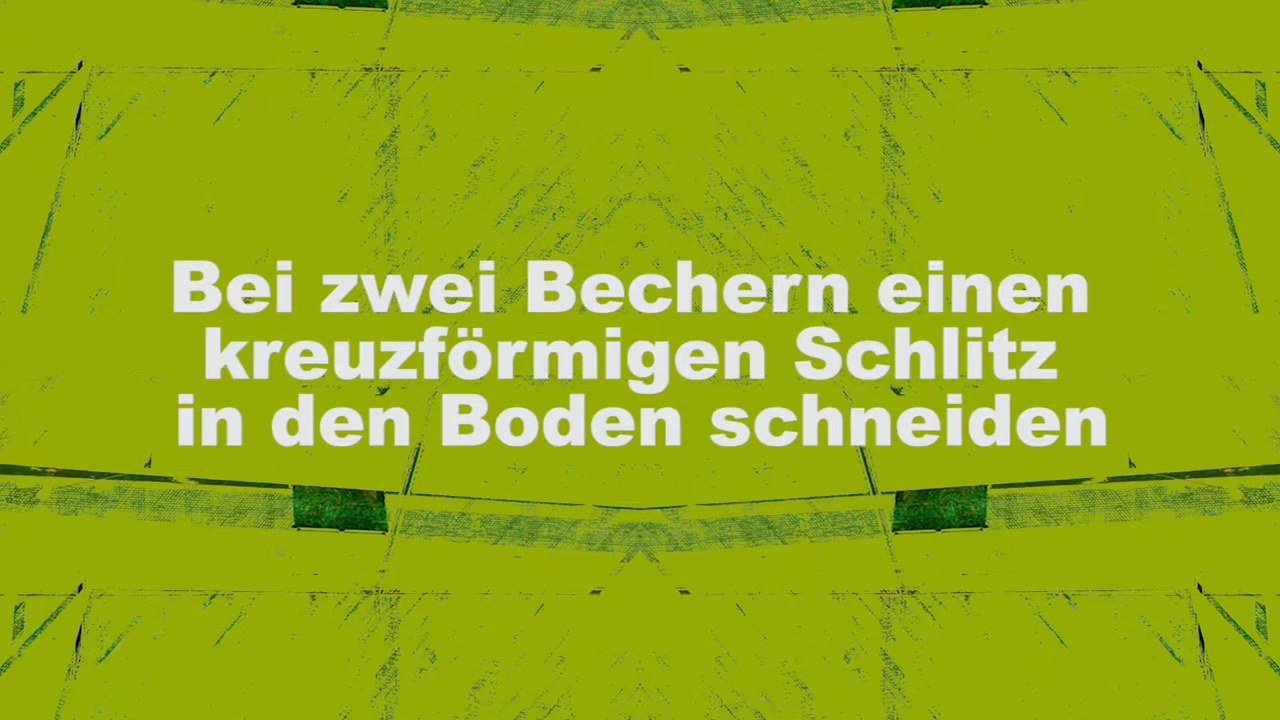 Bei zwei Bechern einen
kreuzförmigen Schlitz
in den Boden schneiden